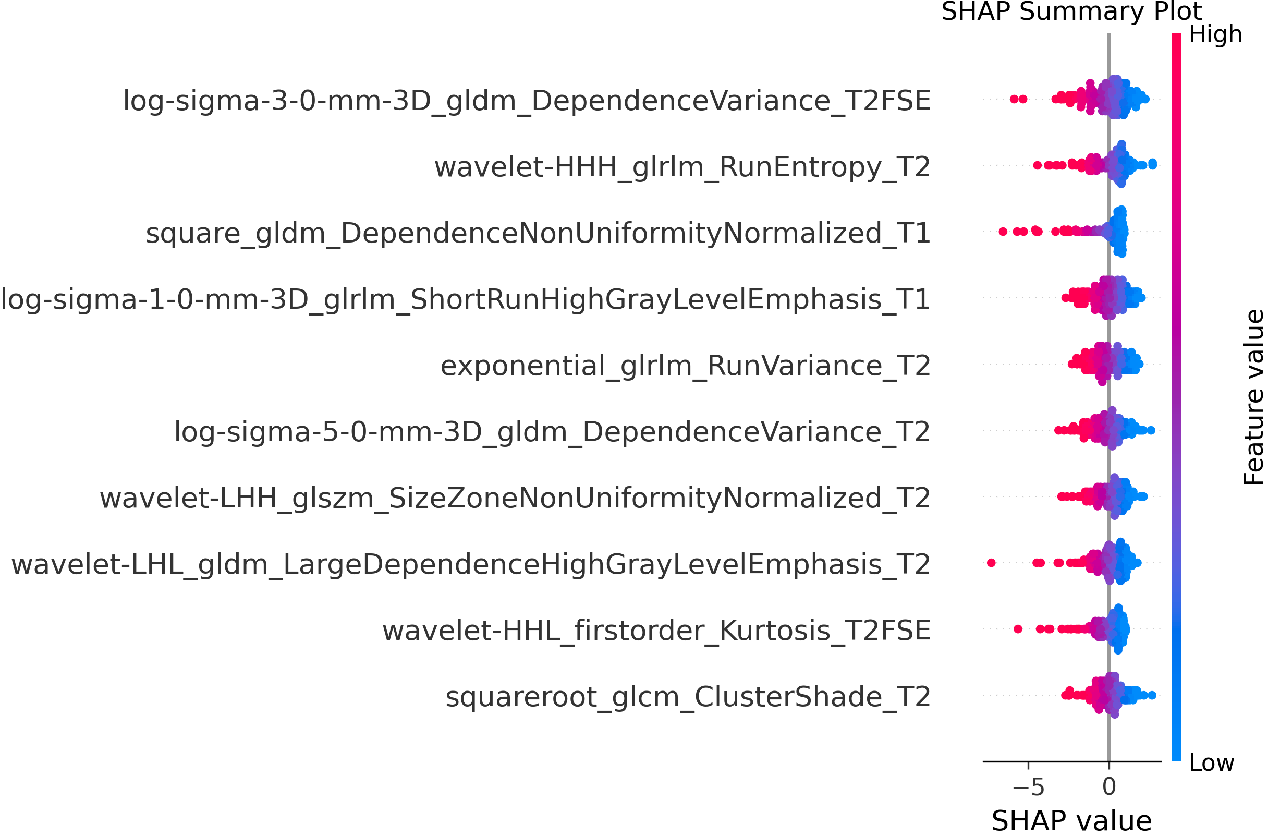 SHAP Summary Plot
High
log-sigma-3-0-mm-3D_gldm_DependenceVariance_T2FSE
wavelet-HHH_glrlm_RunEntropy_T2
square_gldm_DependenceNonUniformityNormalized_T1
log-sigma-1-0-mm-3D_glrlm_ShortRunHighGrayLevelEmphasis_T1
exponential_glrlm_RunVariance_T2
log-sigma-5-0-mm-3D_gldm_DependenceVariance_T2
wavelet-LHH_glszm_SizeZoneNonUniformityNormalized_T2
wavelet-LHL_gldm_LargeDependenceHighGrayLevelEmphasis_T2
wavelet-HHL_firstorder_Kurtosis_T2FSE
squareroot_glcm_ClusterShade_T2
Feature value
Low
−5 0
SHAP value